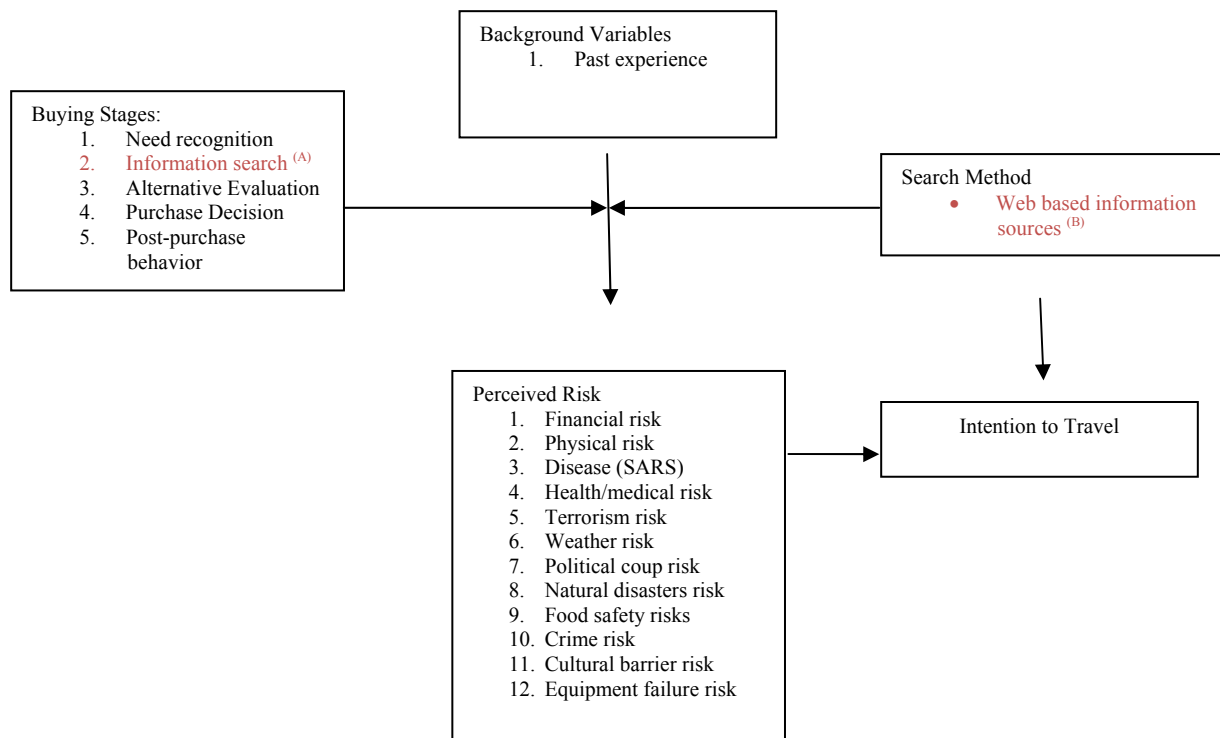 Background Variables
1. Past experience
Buying Stages:
1. Need recognition
2. Information search (A)
3. Alternative Evaluation
4. Purchase Decision
5. Post-purchase
behavior
Search Method
• Web based information
sources (B)
Perceived Risk
1. Financial risk
2. Physical risk
3. Disease (SARS)
4. Health/medical risk
5. Terrorism risk
6. Weather risk
7. Political coup risk
8. Natural disasters risk
9. Food safety risks
10. Crime risk
11. Cultural barrier risk
12. Equipment failure risk
Intention to Travel